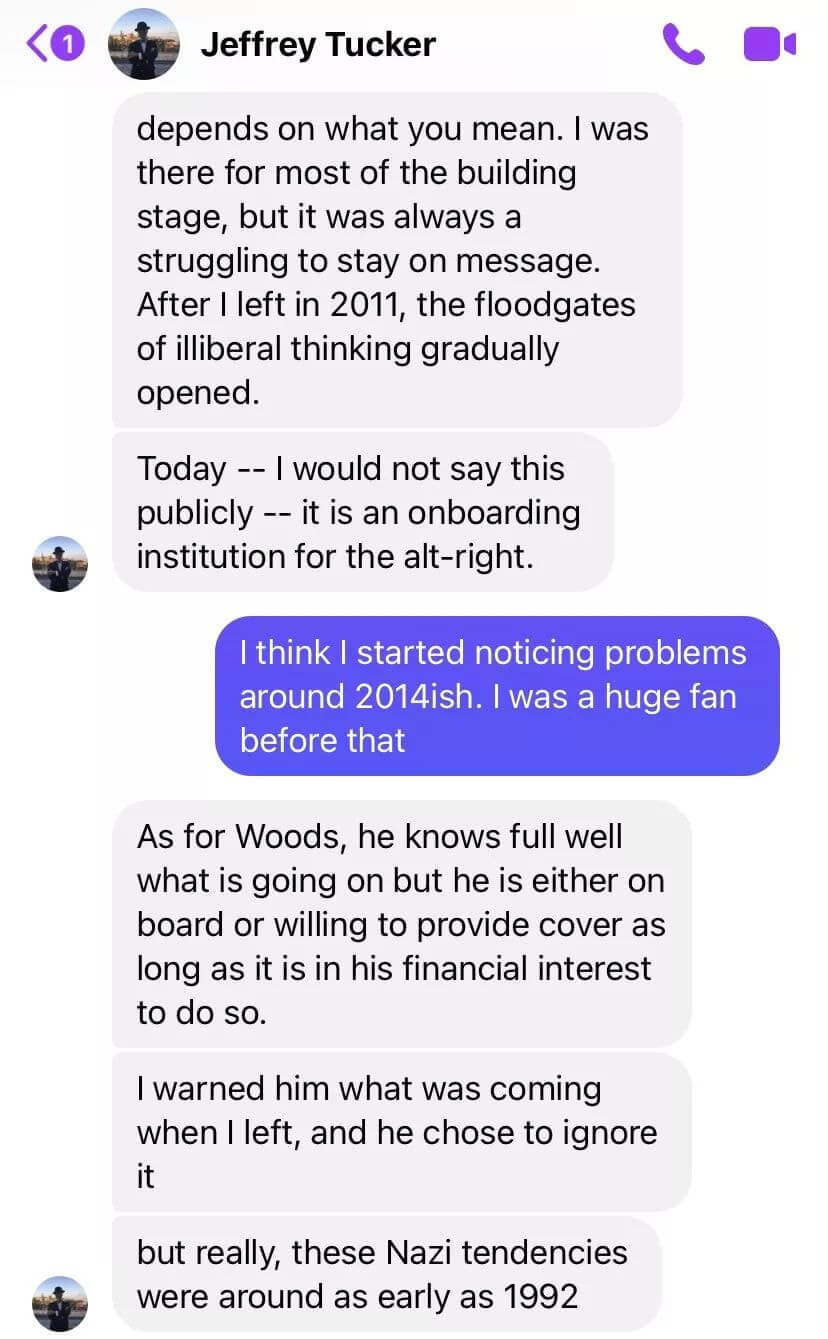 1
Jeffrey Tucker
depends on what you mean. I was
there for most of the building
stage, but it was always a
struggling to stay on message.
After I left in 2011, the floodgates
of illiberal thinking gradually
opened.
Today -- I would not say this
publicly -- it is an onboarding
institution for the alt-right.
I think I started noticing problems
around 2014ish. I was a huge fan
before that
As for Woods, he knows full well
what is going on but he is either on
board or willing to provide cover as
long as it is in his financial interest
to do so.
I warned him what was coming
when I left, and he chose to ignore
it
but really, these Nazi tendencies
were around as early as 1992